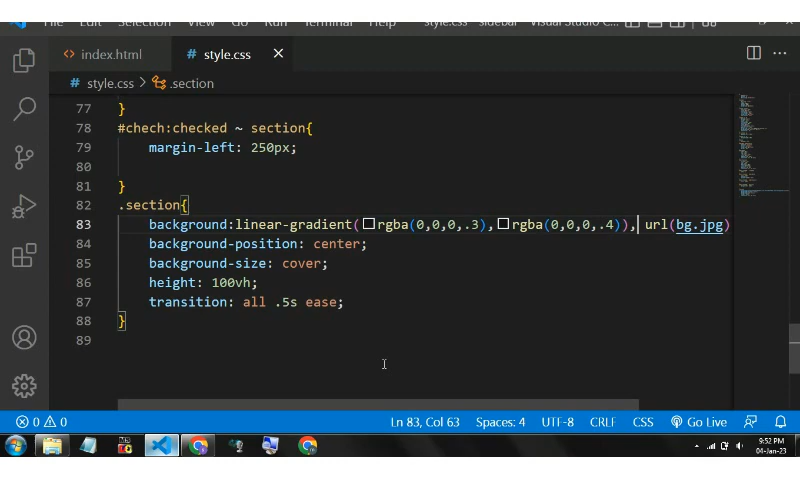 File Edit Selection View Go Run Terminal Help style.css - sidebar - Visual Studio C...
index.html
# style.css
# style.css > .section
77 }
78 #chech:checked ~ section{
79 margin-left: 250px;
80
81 }
82 .section{
83 background:linear-gradient(rgba(0,0,0,.3),rgba(0,0,0,.4)), url(bg.jpg)
84 background-position: center;
85 background-size: cover;
86 height: 100vh;
87 transition: all .5s ease;
88 }
89
0 0 Ln 83, Col 63 Spaces: 4 UTF-8 CRLF CSS Go Live
9:52 PM
04-Jan-23